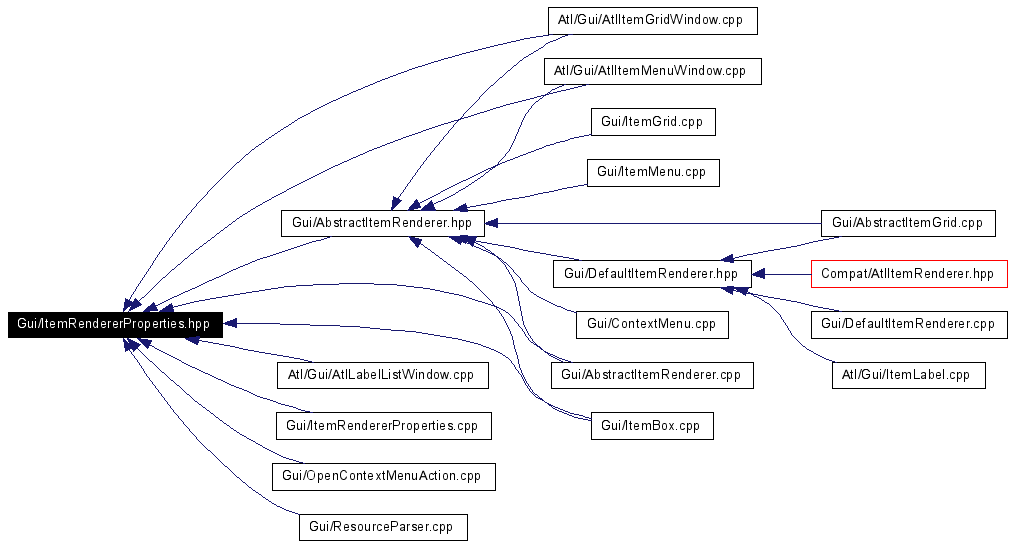 Atl/Gui/AtlItemGridWindow.cpp
Atl/Gui/AtlItemMenuWindow.cpp
Gui/ItemGrid.cpp
Gui/ItemMenu.cpp
Gui/AbstractItemRenderer.hpp
Gui/AbstractItemGrid.cpp
Gui/DefaultItemRenderer.hpp
Compat/AtlItemRenderer.hpp
Gui/ItemRendererProperties.hpp
Gui/ContextMenu.cpp
Gui/DefaultItemRenderer.cpp
Atl/Gui/AtlLabelListWindow.cpp
Gui/AbstractItemRenderer.cpp
Atl/Gui/ItemLabel.cpp
Gui/ItemRendererProperties.cpp
Gui/ItemBox.cpp
Gui/OpenContextMenuAction.cpp
Gui/ResourceParser.cpp